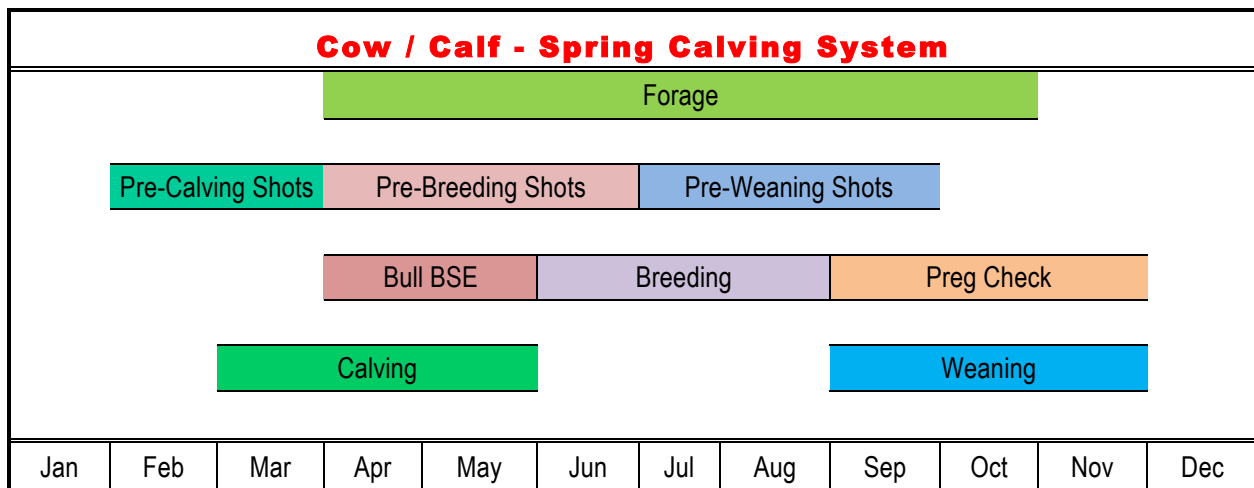 Cow / Calf - Spring Calving System
Forage
Pre-Calving Shots Pre-Breeding Shots Pre-Weaning Shots
Bull BSE Breeding Preg Check
Calving Weaning
Jan Feb Mar Apr May Jun Jul Aug Sep Oct Nov Dec